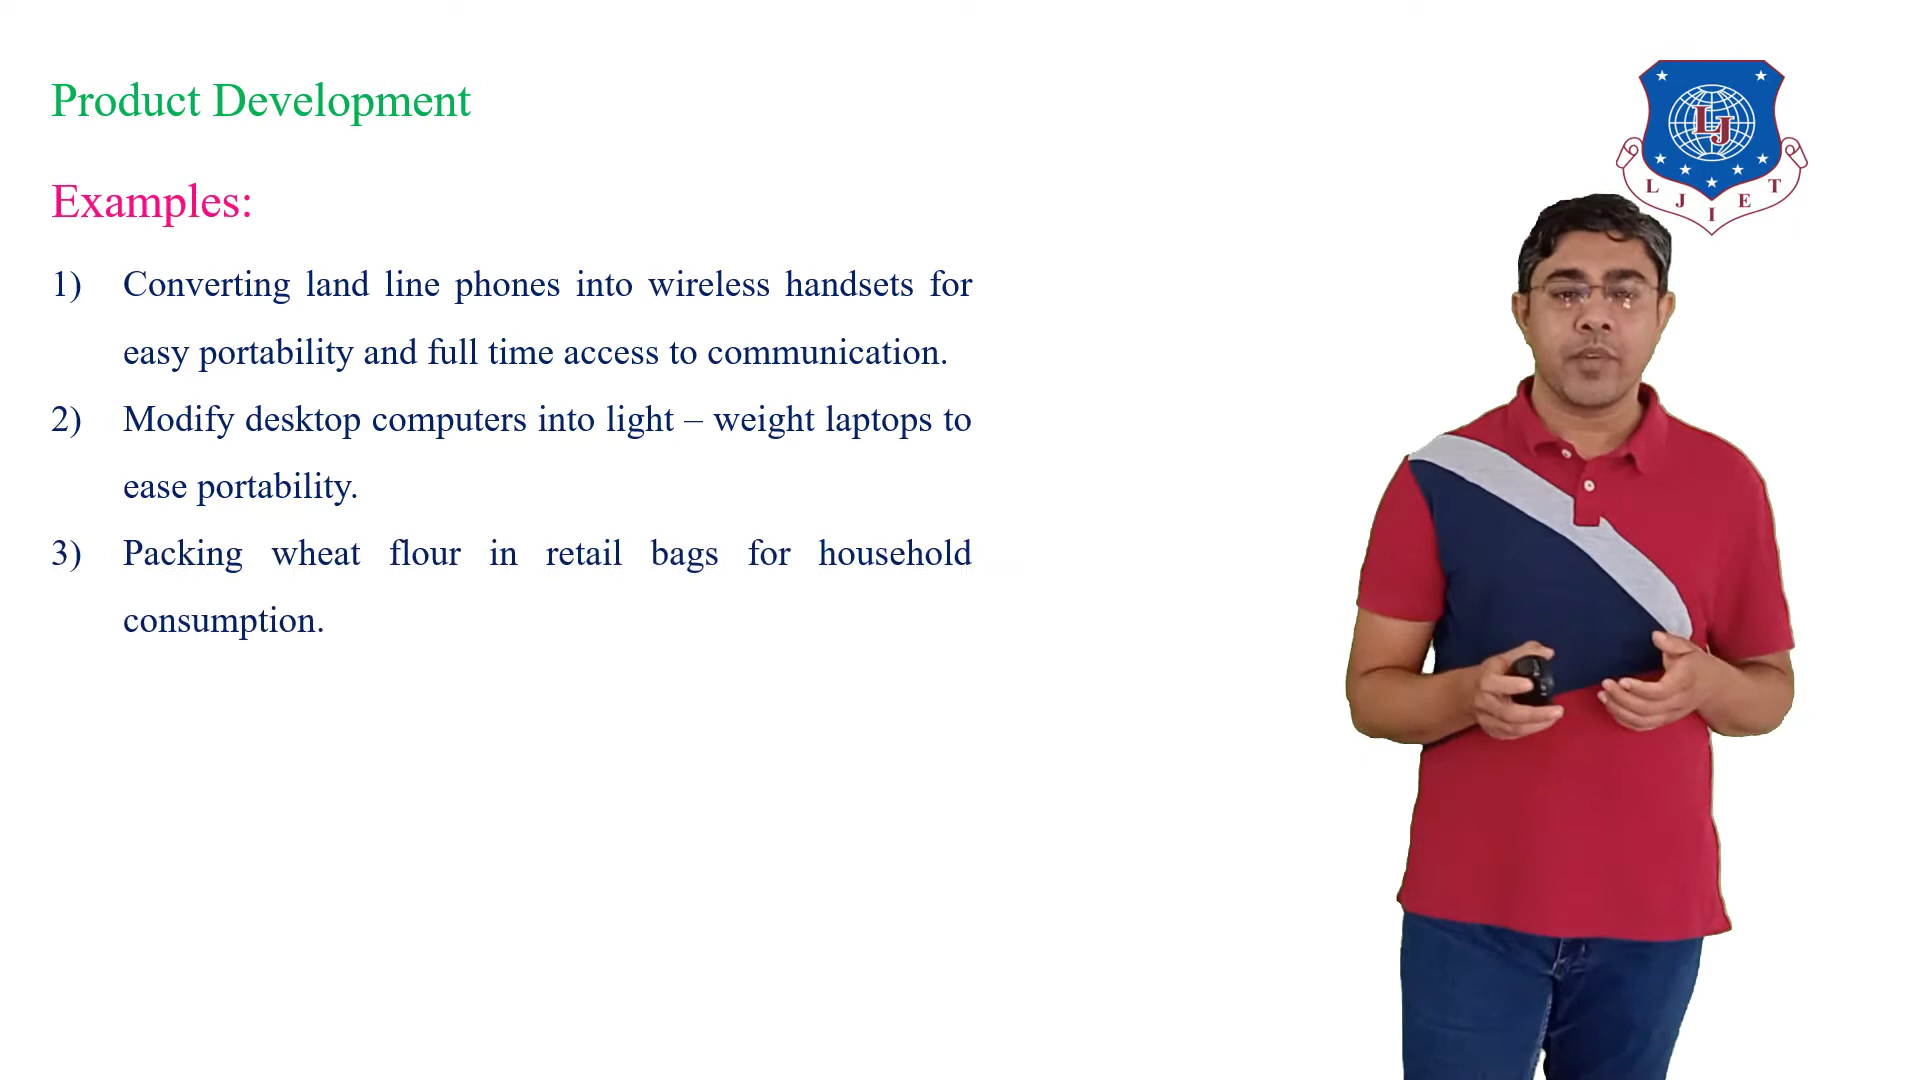 Product Development
Examples:
1) Converting land line phones into wireless handsets for
easy portability and full time access to communication.
2) Modify desktop computers into light – weight laptops to
ease portability.
3) Packing wheat flour in retail bags for household
consumption.
LJ
L J I E T